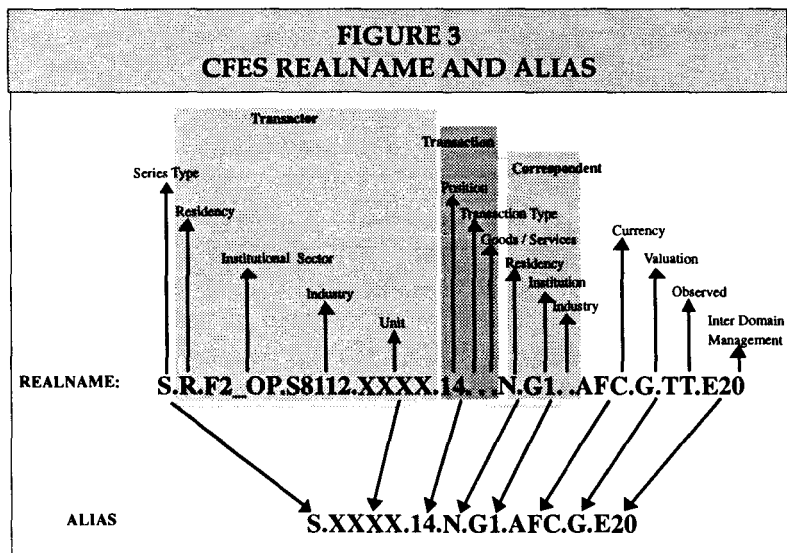 FIGURE 3
CFES REALNAME AND ALIAS
Transactor
Transaction
Correspondent
Series Type
Residency
Institutional Sector
Industry
Unit
Position
Transaction Type
Goods / Services
Residency
Institution
Industry
Currency
Valuation
Observed
Inter Domain
Management
REALNAME: S.R.F2_OP.S8112.XXXX.14. . .N.G1. .AFC.G.TT.E20
ALIAS S.XXXX.14.N.G1.AFC.G.E20